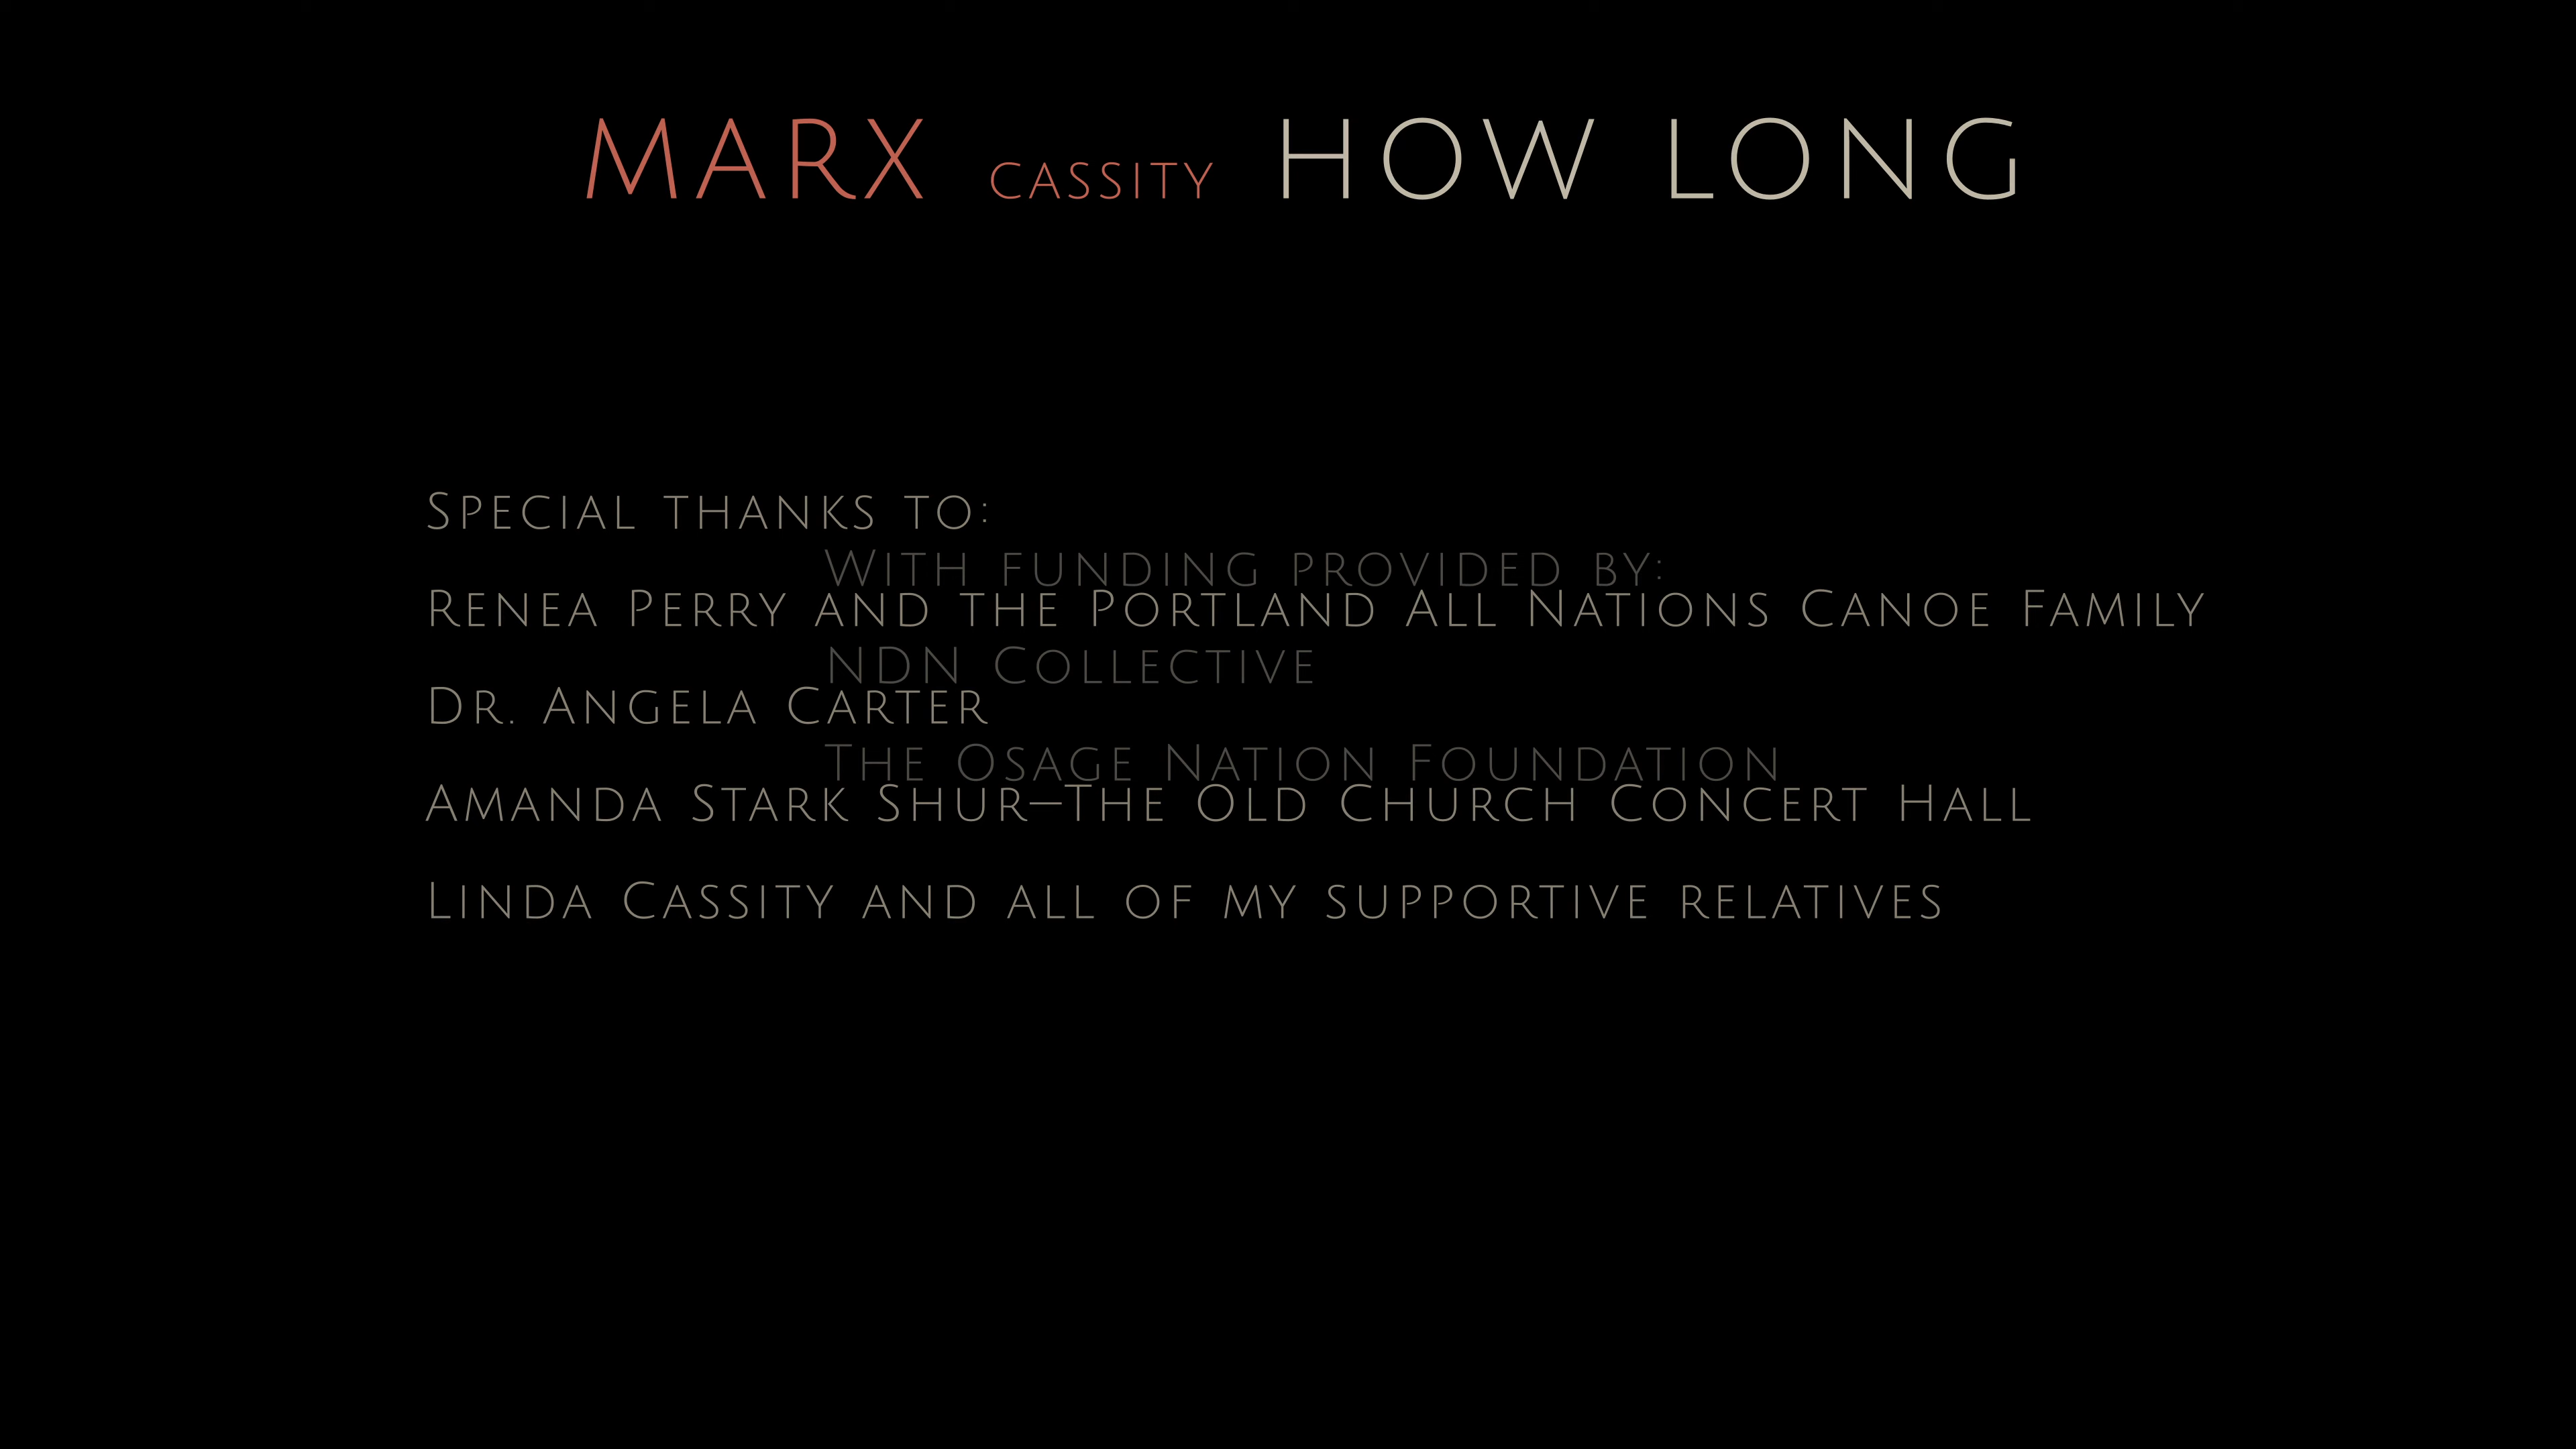 MARX CASSITY HOW LONG
Special thanks to:
With funding provided by:
Renea Perry and the Portland All Nations Canoe Family
NDN Collective
Dr. Angela Carter
The Osage Nation Foundation
Amanda Stark Shur—The Old Church Concert Hall
Linda Cassity and all of my supportive relatives